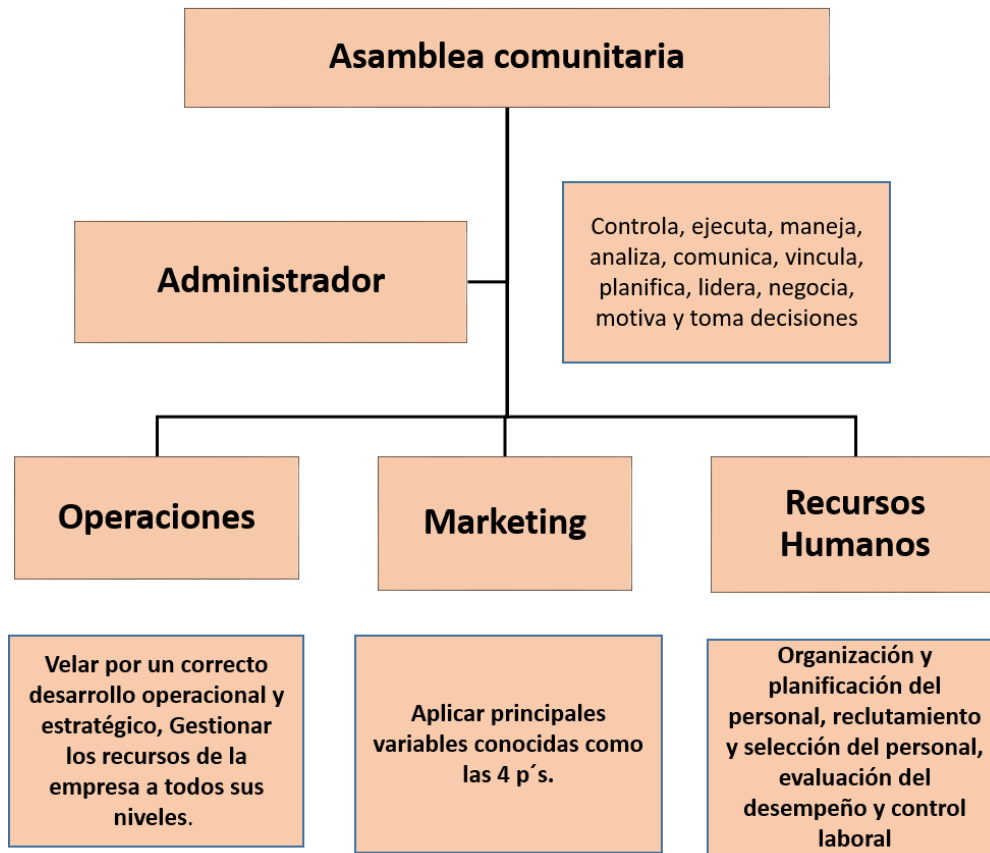 Asamblea comunitaria
Administrador
Controla, ejecuta, maneja,
analiza, comunica, vincula,
planifica, lidera, negocia,
motiva y toma decisiones
Operaciones
Marketing
Recursos
Humanos
Velar por un correcto
desarrollo operacional y
estratégico, Gestionar
los recursos de la
empresa a todos sus
niveles.
Aplicar principales
variables conocidas como
las 4 p´s.
Organización y
planificación del
personal, reclutamiento
y selección del personal,
evaluación del
desempeño y control
laboral